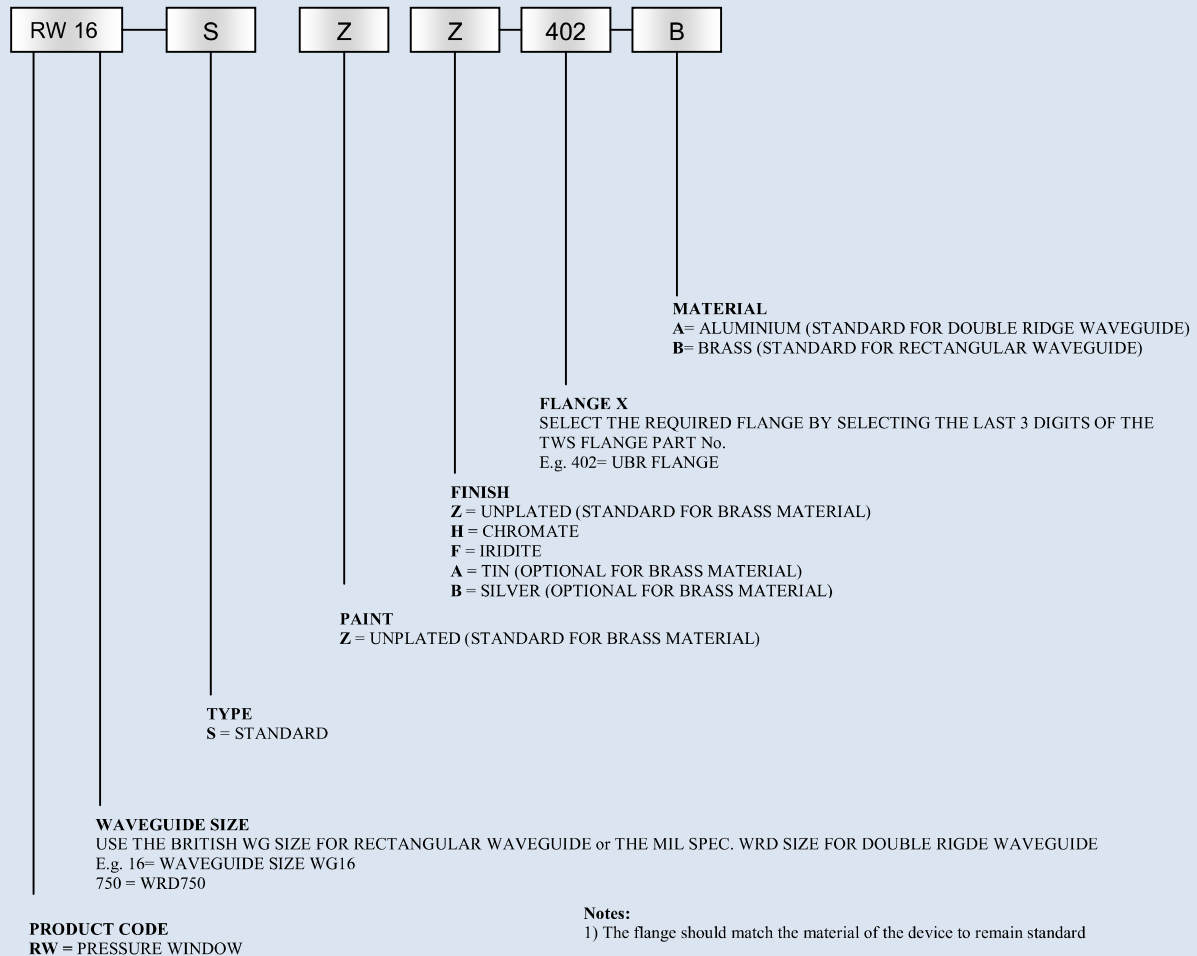 RW 16 S Z Z 402 B
MATERIAL
A= ALUMINIUM (STANDARD FOR DOUBLE RIDGE WAVEGUIDE)
B= BRASS (STANDARD FOR RECTANGULAR WAVEGUIDE)
FLANGE X
SELECT THE REQUIRED FLANGE BY SELECTING THE LAST 3 DIGITS OF THE
TWS FLANGE PART No.
E.g. 402= UBR FLANGE
FINISH
Z = UNPLATED (STANDARD FOR BRASS MATERIAL)
H = CHROMATE
F = IRIDITE
A = TIN (OPTIONAL FOR BRASS MATERIAL)
B = SILVER (OPTIONAL FOR BRASS MATERIAL)
PAINT
Z = UNPLATED (STANDARD FOR BRASS MATERIAL)
TYPE
S = STANDARD
WAVEGUIDE SIZE
USE THE BRITISH WG SIZE FOR RECTANGULAR WAVEGUIDE or THE MIL SPEC. WRD SIZE FOR DOUBLE RIGDE WAVEGUIDE
E.g. 16= WAVEGUIDE SIZE WG16
750 = WRD750
PRODUCT CODE
RW = PRESSURE WINDOW
Notes:
1) The flange should match the material of the device to remain standard